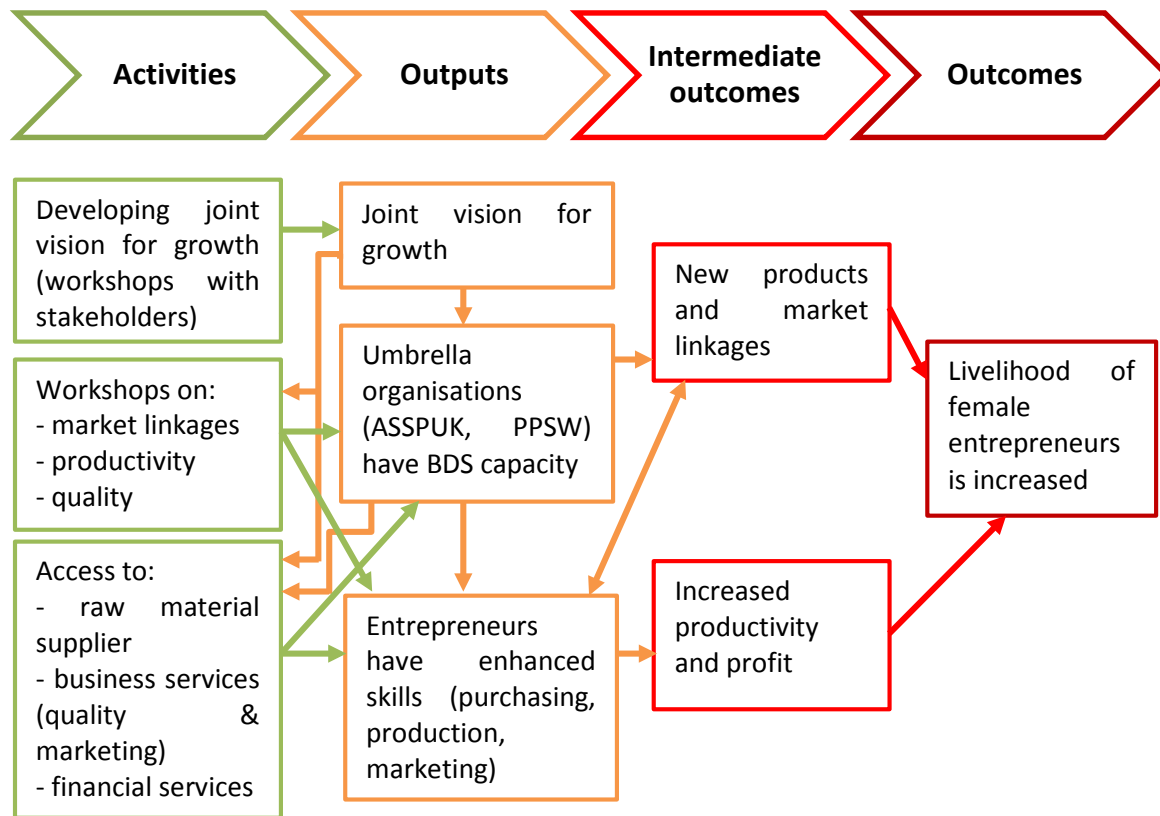 Activities
Outputs
Intermediate
outcomes
Outcomes
Developing joint
vision for growth
(workshops with
stakeholders)
Workshops on:
- market linkages
- productivity
- quality
Access to:
- raw material
supplier
- business services
(quality &
marketing)
- financial services
Joint vision for
growth
Umbrella
organisations
(ASSPUK, PPSW)
have BDS capacity
Entrepreneurs
have enhanced
skills (purchasing,
production,
marketing)
New products
and market
linkages
Increased
productivity
and profit
Livelihood of
female
entrepreneurs
is increased